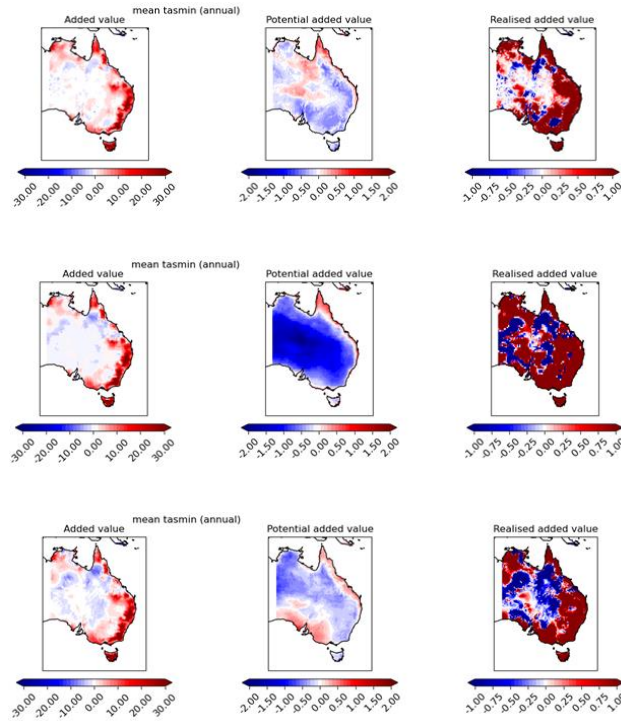 mean tasmin (annual)
Added value
Potential added value
Realised added value
-30.00 -20.00 -10.00 0.00 10.00 20.00 30.00
-2.00 -1.50 -1.00 -0.50 0.00 0.50 1.00 1.50 2.00
-1.00 -0.75 -0.50 -0.25 0.00 0.25 0.50 0.75 1.00
mean tasmin (annual)
Added value
Potential added value
Realised added value
-30.00 -20.00 -10.00 0.00 10.00 20.00 30.00
-2.00 -1.50 -1.00 -0.50 0.00 0.50 1.00 1.50 2.00
-1.00 -0.75 -0.50 -0.25 0.00 0.25 0.50 0.75 1.00
mean tasmin (annual)
Added value
Potential added value
Realised added value
-30.00 -20.00 -10.00 0.00 10.00 20.00 30.00
-2.00 -1.50 -1.00 -0.50 0.00 0.50 1.00 1.50 2.00
-1.00 -0.75 -0.50 -0.25 0.00 0.25 0.50 0.75 1.00